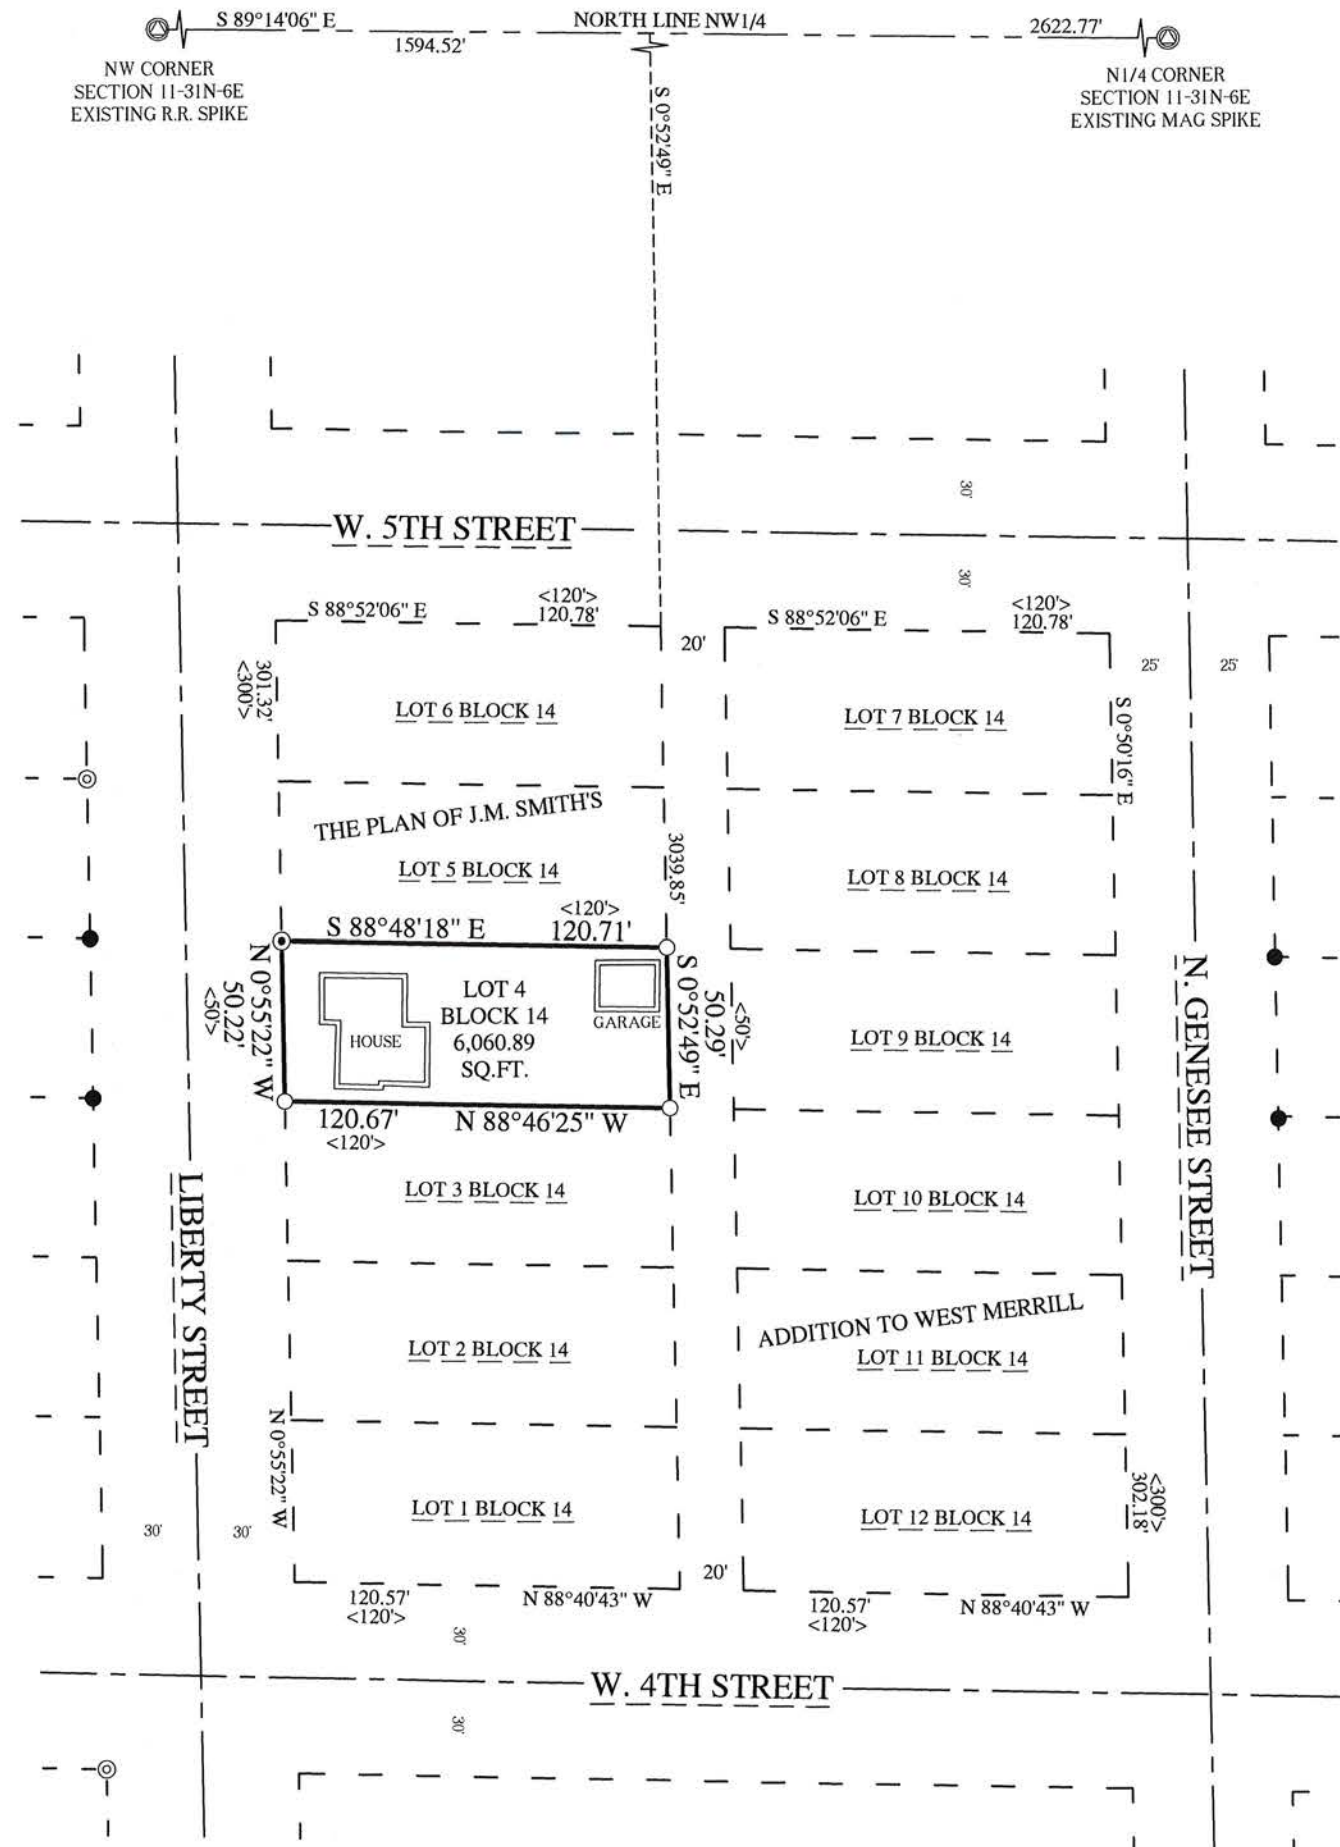 S 89°14'06" E
NORTH LINE NW1/4
2622.77'
1594.52'
NW CORNER
SECTION 11-31N-6E
EXISTING R.R. SPIKE
N1/4 CORNER
SECTION 11-31N-6E
EXISTING MAG SPIKE
S 0°52'49" E
30'
W. 5TH STREET
30'
S 88°52'06" E
<120'>
120.78'
20'
S 88°52'06" E
<120'>
120.78'
25'
25'
301.32'
<300'>
LOT 6 BLOCK 14
LOT 7 BLOCK 14
S 0°50'16" E
THE PLAN OF J.M. SMITH'S
LOT 5 BLOCK 14
3039.85'
LOT 8 BLOCK 14
S 88°48'18" E
<120'>
120.71'
N 0°55'22" W
50.22'
<50'>
LOT 4
BLOCK 14
6,060.89
SQ.FT.
HOUSE
GARAGE
S 0°52'49" E
50.29'
<50'>
LOT 9 BLOCK 14
N. GENESEE STREET
120.67'
<120'>
N 88°46'25" W
LOT 3 BLOCK 14
LOT 10 BLOCK 14
LIBERTY STREET
ADDITION TO WEST MERRILL
LOT 2 BLOCK 14
LOT 11 BLOCK 14
N 0°55'22" W
LOT 1 BLOCK 14
LOT 12 BLOCK 14
<300'>
302.18'
30'
30'
20'
120.57'
<120'>
N 88°40'43" W
120.57'
<120'>
N 88°40'43" W
30'
W. 4TH STREET
30'